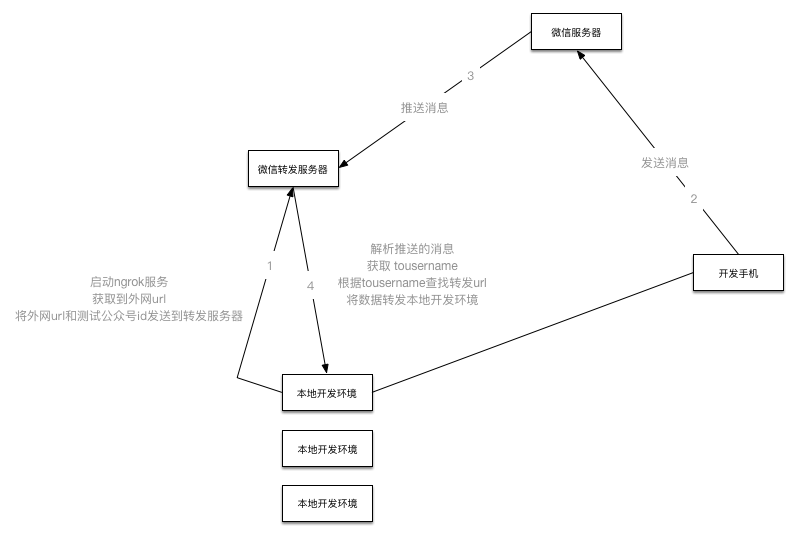 微信服务器
3
推送消息
微信转发服务器
发送消息
2
1
4
解析推送的消息
获取 tousername
根据tousername查找转发url
将数据转发本地开发环境
开发手机
启动ngrok服务
获取到外网url
将外网url和测试公众号id发送到转发服务器
本地开发环境
本地开发环境
本地开发环境